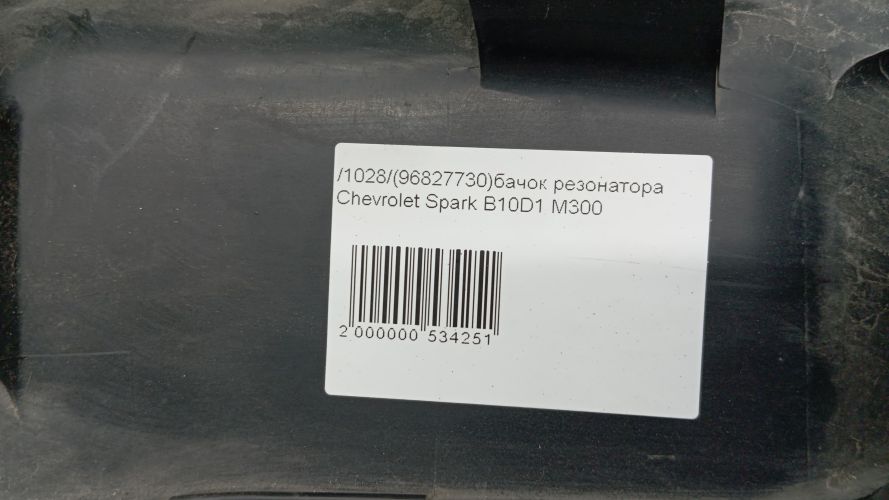 /1028/(96827730)бачок резонатора
Chevrolet Spark B10D1 M300
2 000000 534251